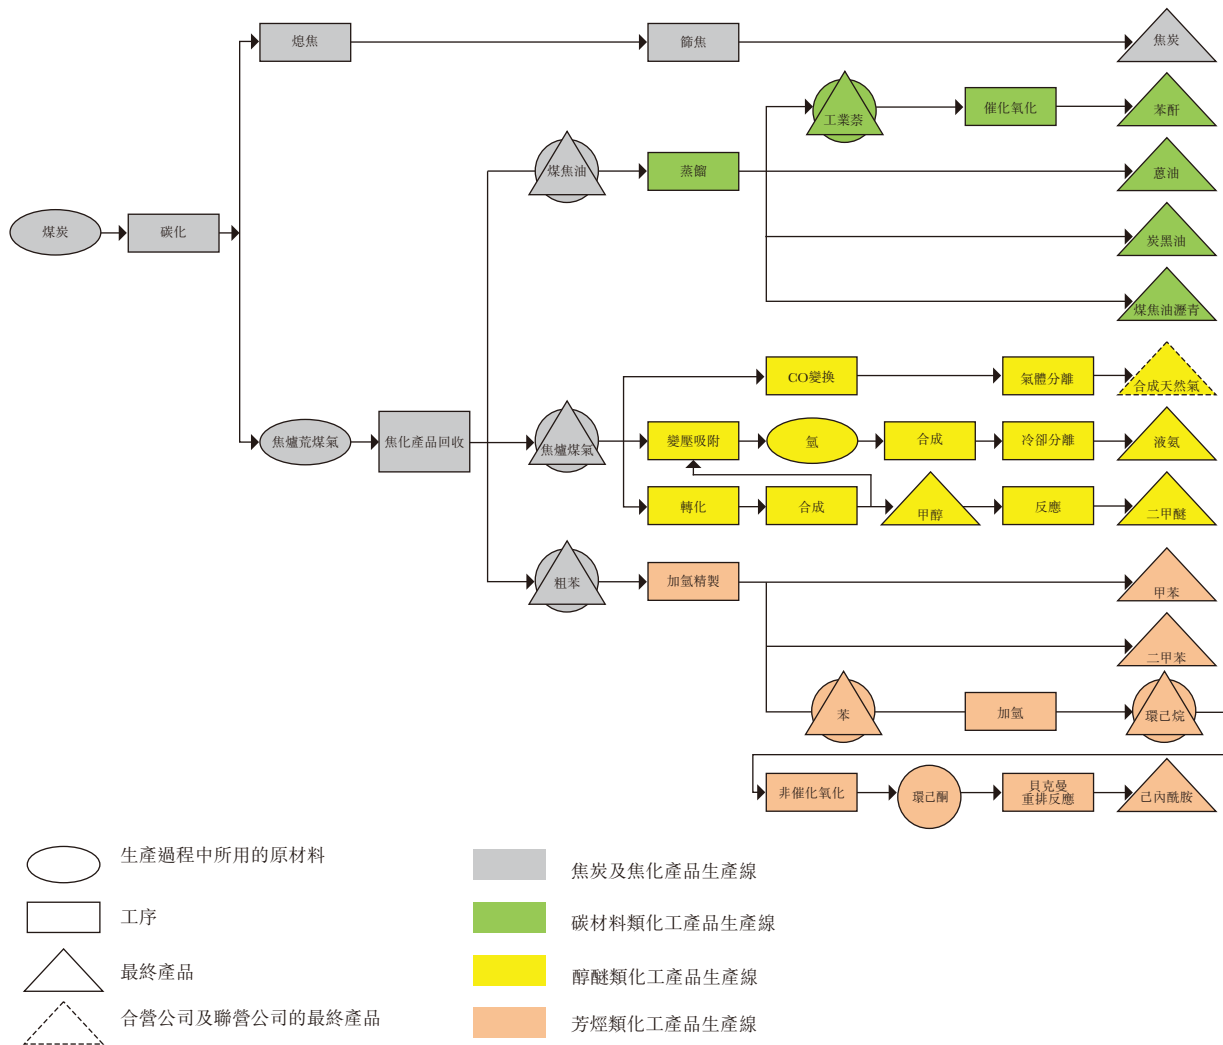 熄焦
篩焦
焦炭
工業萘
催化氧化
苯酐
煤焦油
蒸餾
蒽油
煤炭
碳化
炭黑油
煤焦油瀝青
CO變換
氣體分離
合成天然氣
焦爐荒煤氣
焦化產品回收
焦爐煤氣
變壓吸附
氫
合成
冷卻分離
液氨
轉化
合成
甲醇
反應
二甲醚
粗苯
加氫精製
甲苯
二甲苯
苯
加氫
環己烷
非催化氧化
環己酮
貝克曼
重排反應
己內酰胺
生產過程中所用的原材料
焦炭及焦化產品生產線
工序
碳材料類化工產品生產線
最終產品
醇醚類化工產品生產線
合營公司及聯營公司的最終產品
芳烴類化工產品生產線